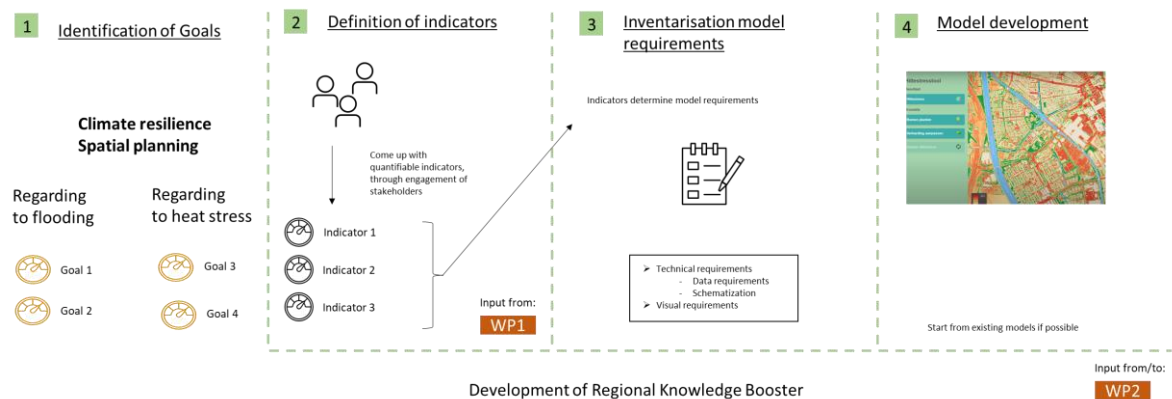 1
Identification of Goals
Climate resilience
Spatial planning
Regarding
to flooding
Regarding
to heat stress
Goal 1
Goal 2
Goal 3
Goal 4
2
Definition of indicators
Come up with
quantifiable indicators,
through engagement of
stakeholders
Indicator 1
Indicator 2
Indicator 3
Input from:
WP1
3
Inventarisation model
requirements
Indicators determine model requirements
➢ Technical requirements
- Data requirements
- Schematization
➢ Visual requirements
4
Model development
Start from existing models if possible
Development of Regional Knowledge Booster
Input from/to:
WP2